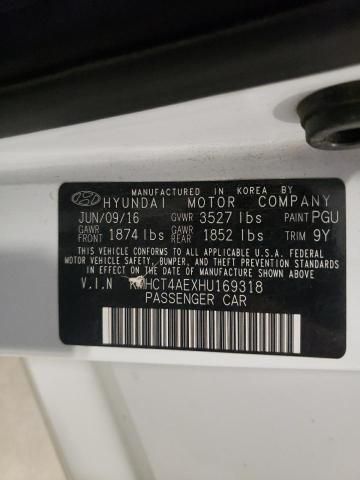 MANUFACTURED IN KOREA BY
HYUNDAI MOTOR COMPANY
JUN/09/16 GVWR 3527 lbs PAINT PGU
GAWR FRONT 1874 lbs GAWR REAR 1852 lbs TRIM 9Y
THIS VEHICLE CONFORMS TO ALL APPLICABLE U.S.A. FEDERAL
MOTOR VEHICLE SAFETY, BUMPER, AND THEFT PREVENTION STANDARDS
IN EFFECT ON THE DATE OF MANUFACTURE SHOWN ABOVE.
V.I.N KMHCT4AEXHU169318
PASSENGER CAR